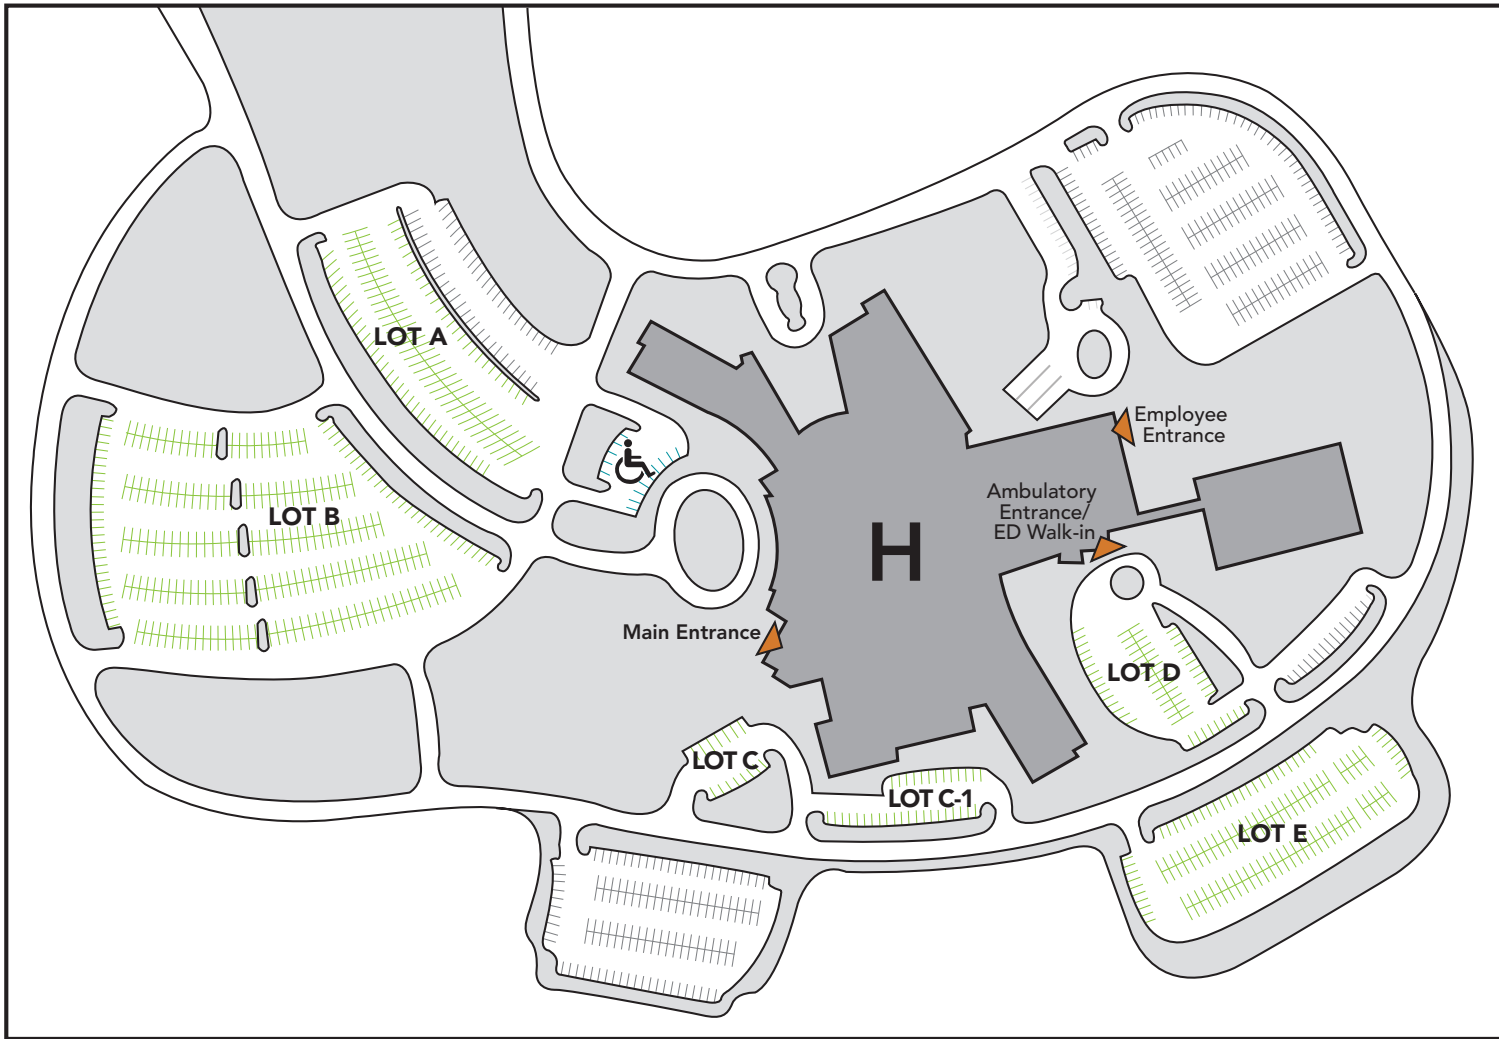 LOT A
Employee
Entrance
Ambulatory
Entrance/
ED Walk-in
LOT B
H
Main Entrance
LOT D
LOT C
LOT C-1
LOT E